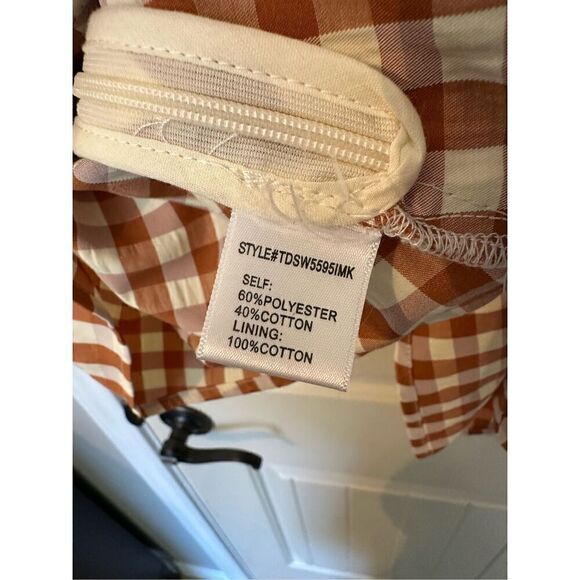 STYLE#TDSW5595IMK
SELF:
60%POLYESTER
40%COTTON
LINING:
100%COTTON